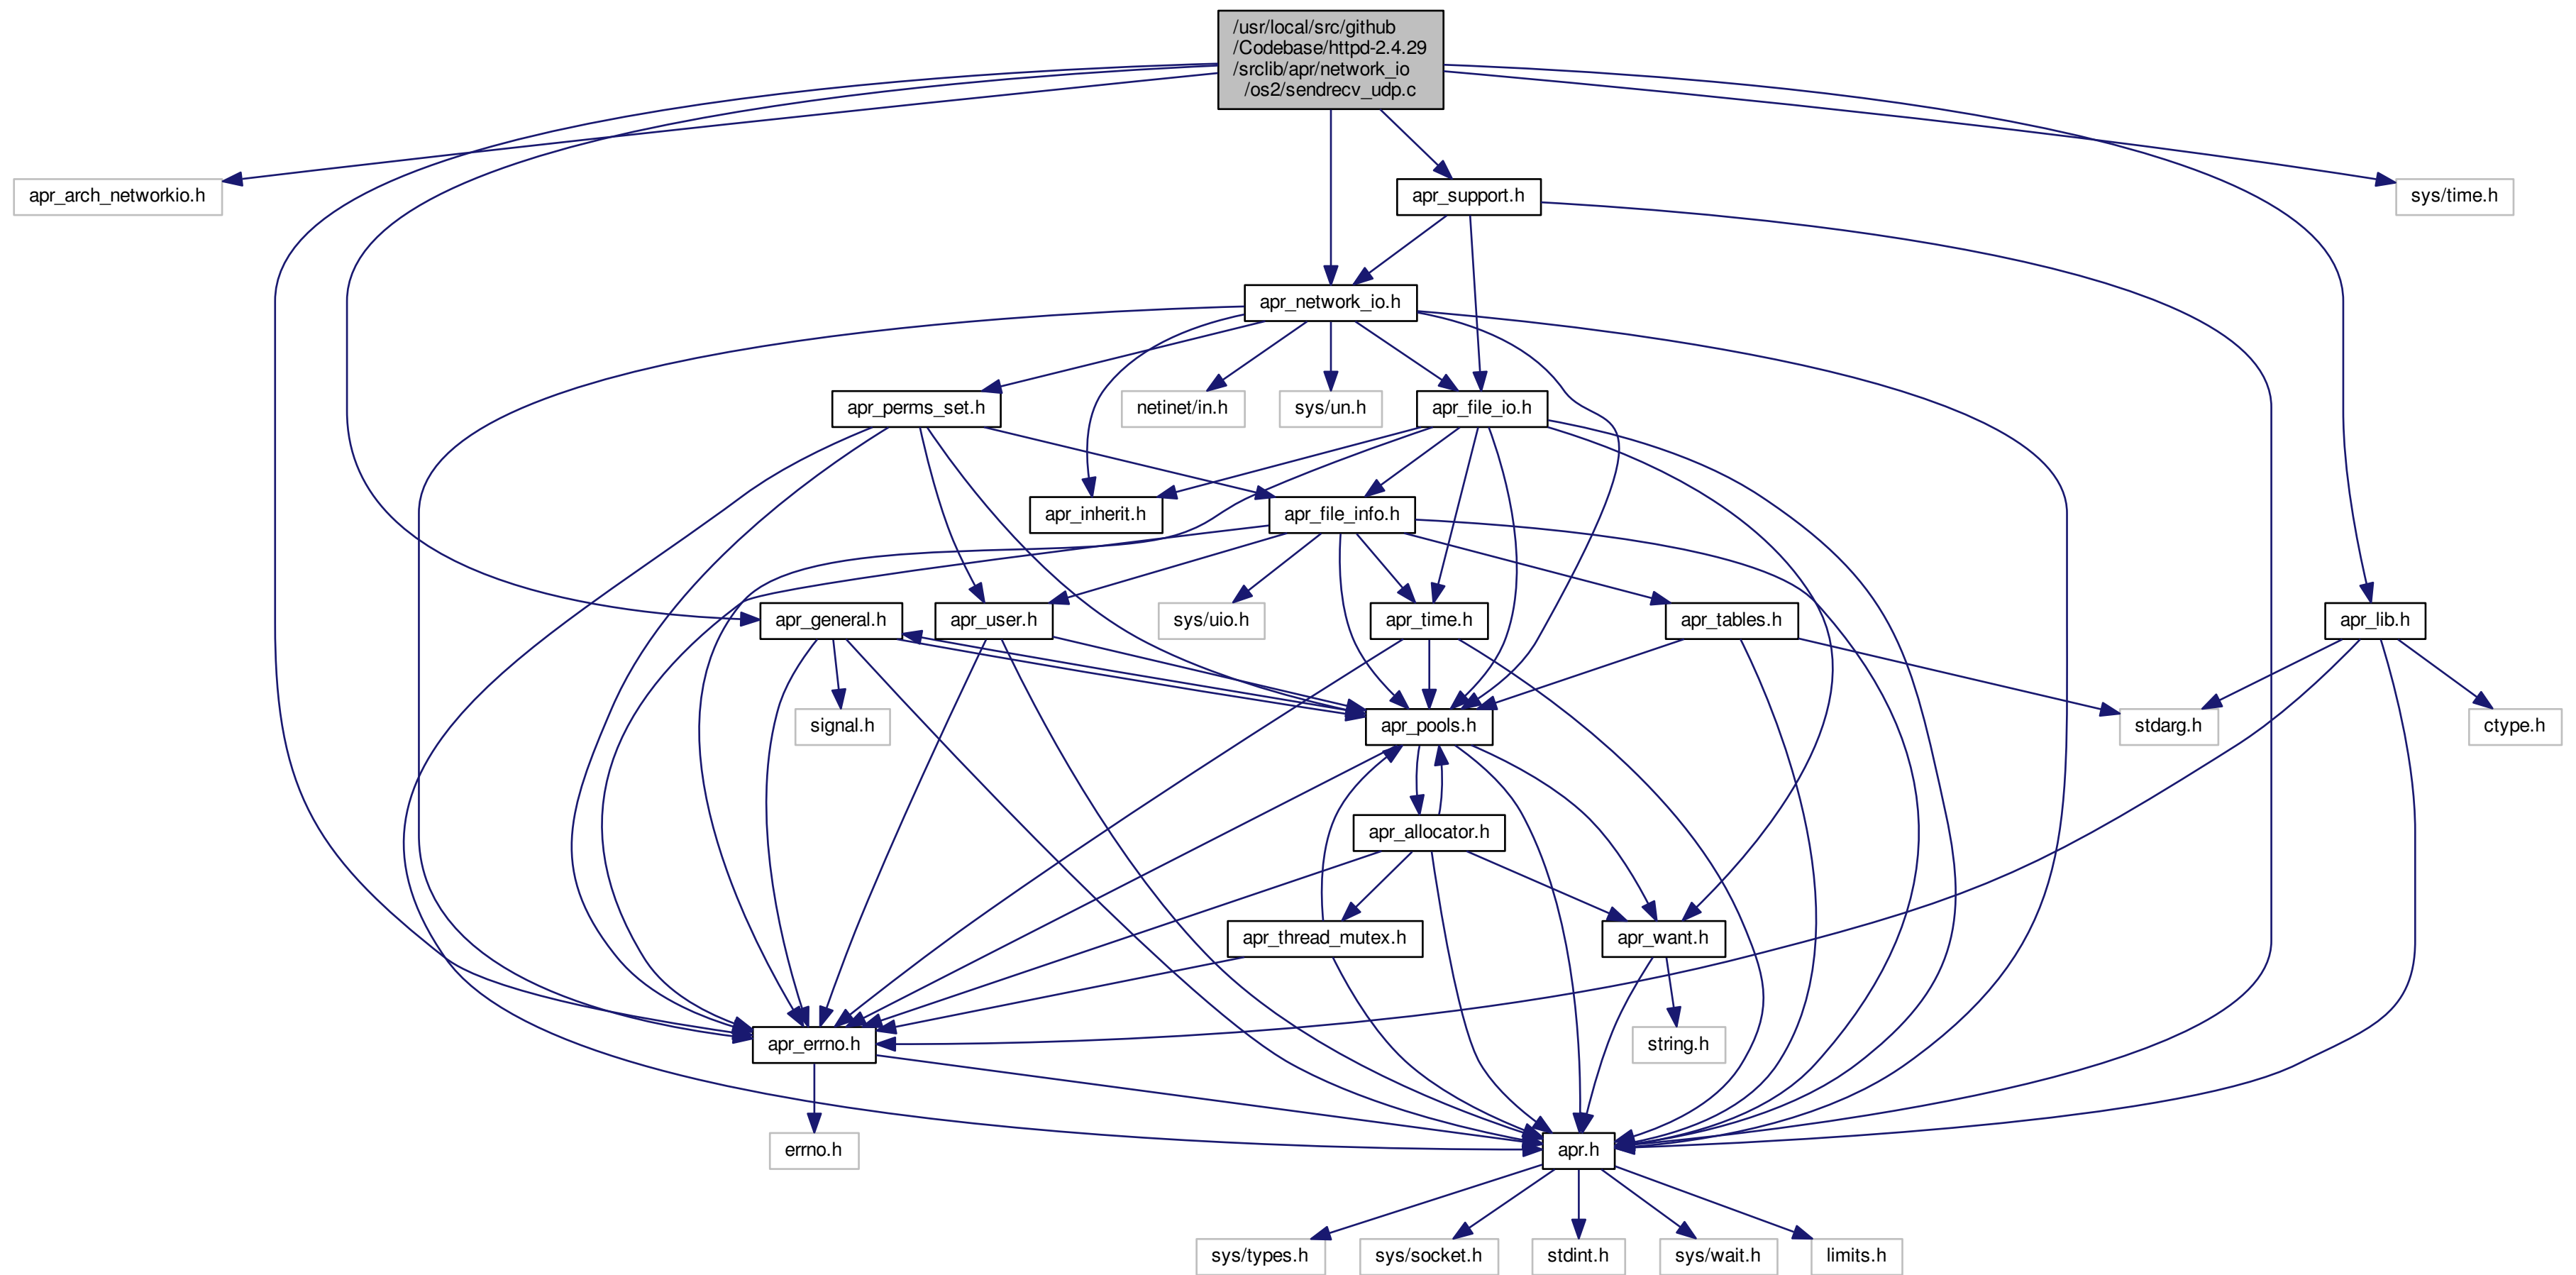 /usr/local/src/github
/Codebase/httpd-2.4.29
/srclib/apr/network_io
/os2/sendrecv_udp.c
apr_arch_networkio.h
apr_support.h
sys/time.h
apr_network_io.h
apr_perms_set.h
netinet/in.h
sys/un.h
apr_file_io.h
apr_inherit.h
apr_file_info.h
apr_general.h
apr_user.h
sys/uio.h
apr_time.h
apr_tables.h
apr_lib.h
signal.h
apr_pools.h
stdarg.h
ctype.h
apr_allocator.h
apr_thread_mutex.h
apr_want.h
apr_errno.h
string.h
errno.h
apr.h
sys/types.h
sys/socket.h
stdint.h
sys/wait.h
limits.h